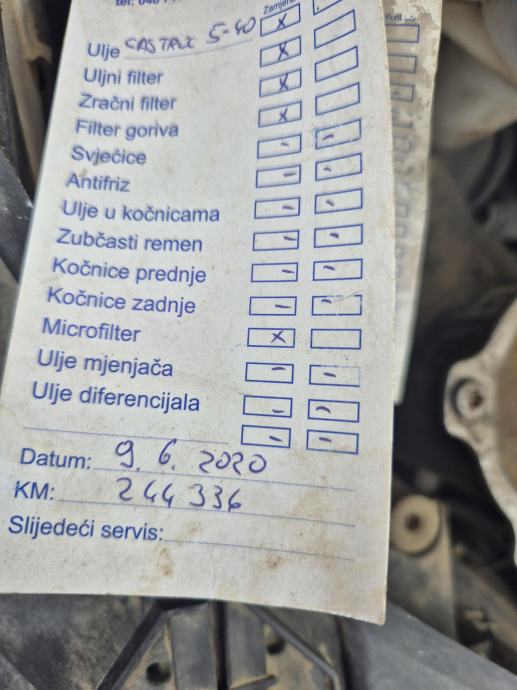 Ulje CASTROL 5-40
Uljni filter
Zračni filter
Filter goriva
Svjećice
Antifriz
Ulje u kočnicama
Zubčasti remen
Kočnice prednje
Kočnice zadnje
Microfilter
Ulje mjenjača
Ulje diferencijala
Datum: 9. 6. 2020
KM: 244 336
Slijedeći servis: